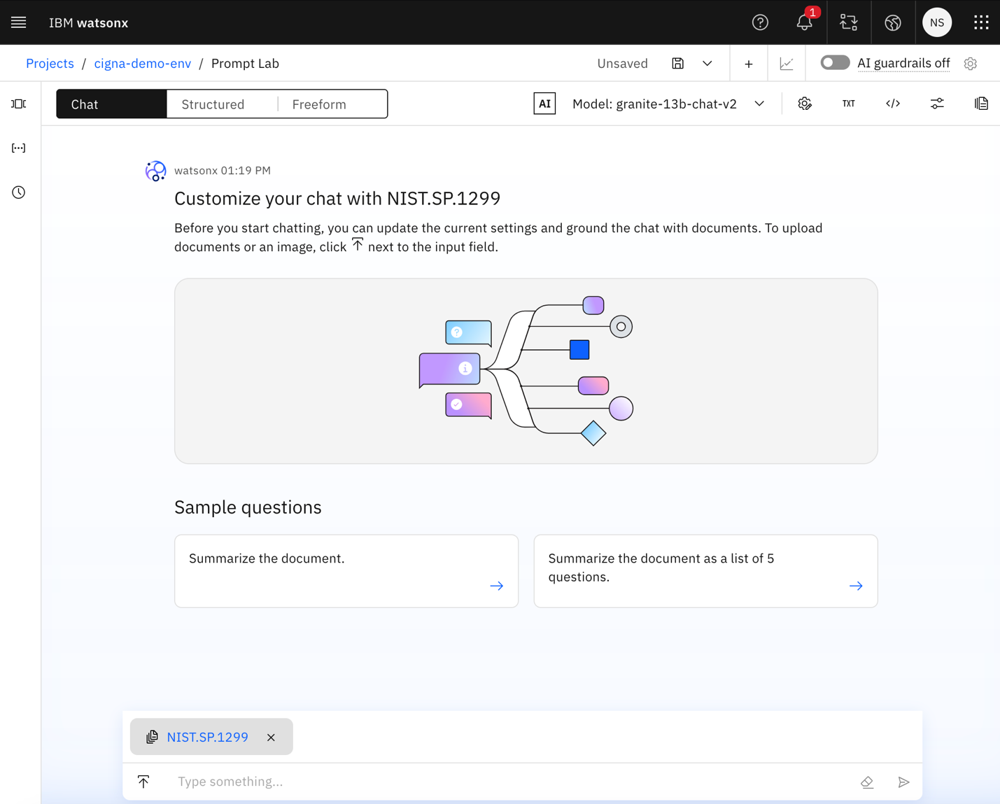 IBM watsonx
1
NS
Projects / cigna-demo-env / Prompt Lab
Unsaved
AI guardrails off
Chat
Structured
Freeform
AI
Model: granite-13b-chat-v2
TXT
watsonx 01:19 PM
Customize your chat with NIST.SP.1299
Before you start chatting, you can update the current settings and ground the chat with documents. To upload
documents or an image, click next to the input field.
Sample questions
Summarize the document.
Summarize the document as a list of 5
questions.
NIST.SP.1299
Type something...